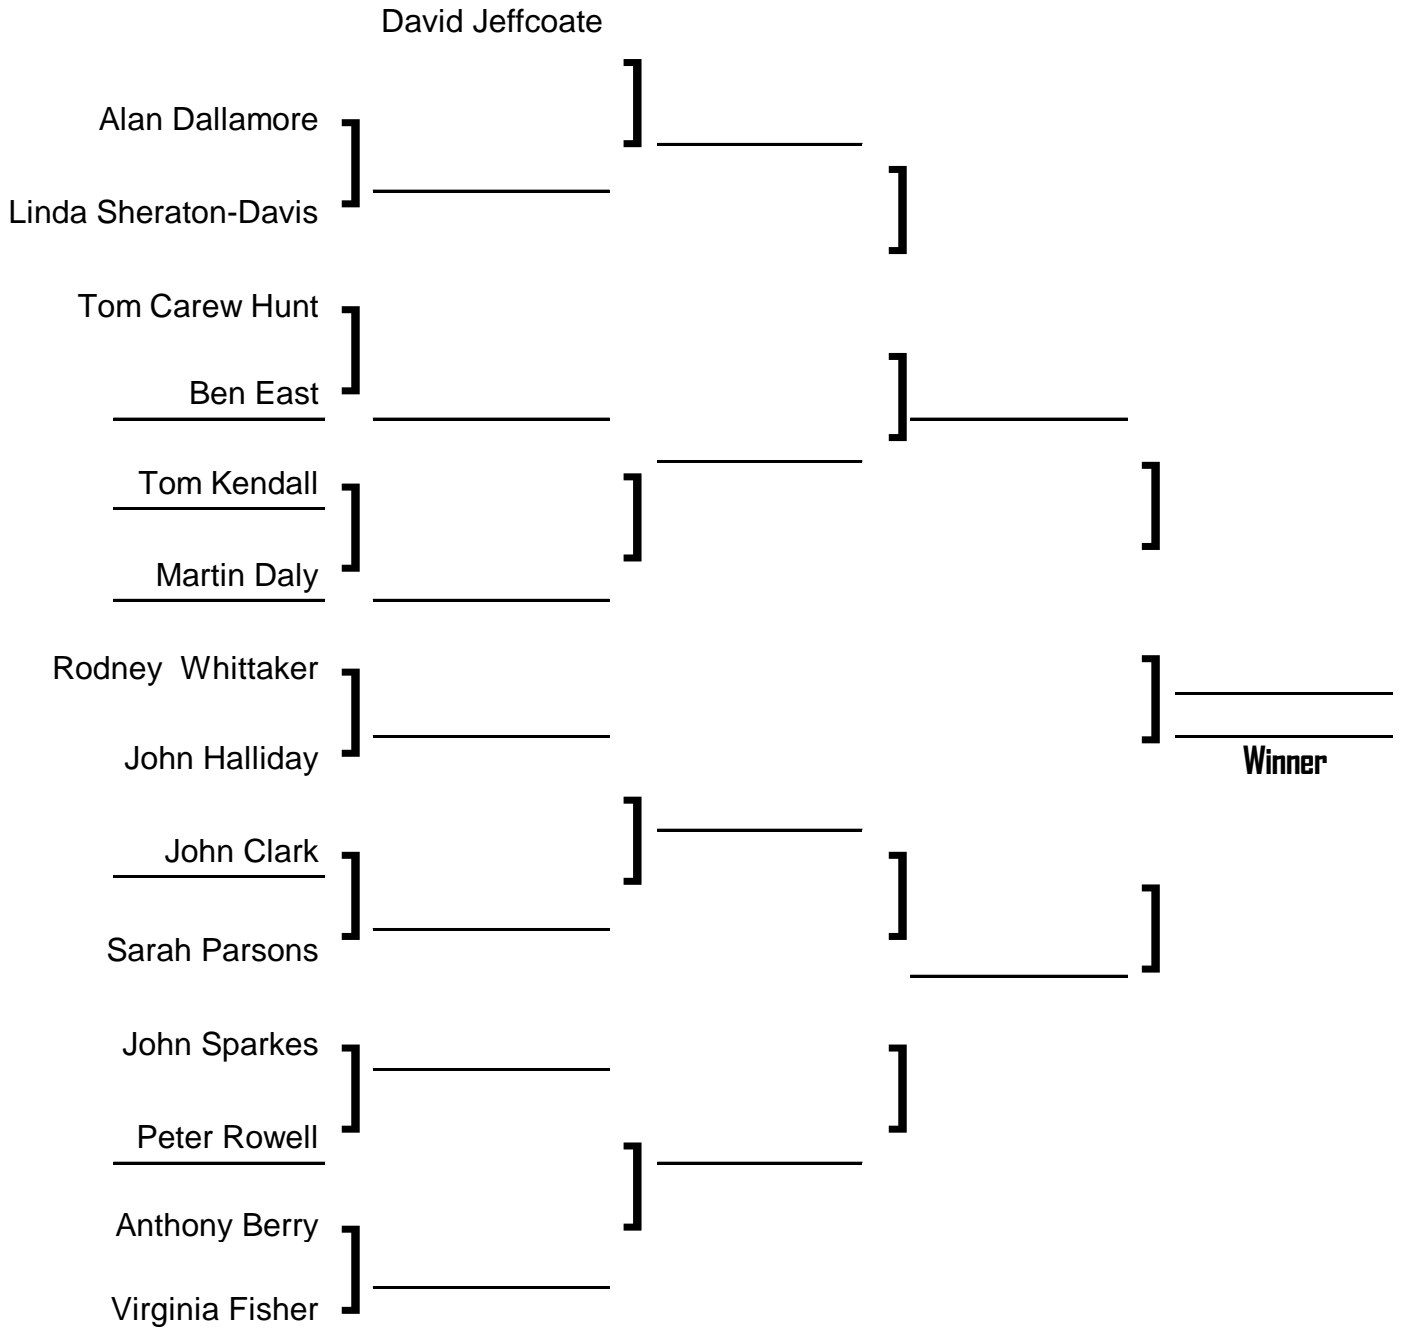 David Jeffcoate
Alan Dallamore
Linda Sheraton-Davis
Tom Carew Hunt
Ben East
Tom Kendall
Martin Daly
Rodney  Whittaker
John Halliday
Winner
John Clark
Sarah Parsons
John Sparkes
Peter Rowell
Anthony Berry
Virginia Fisher